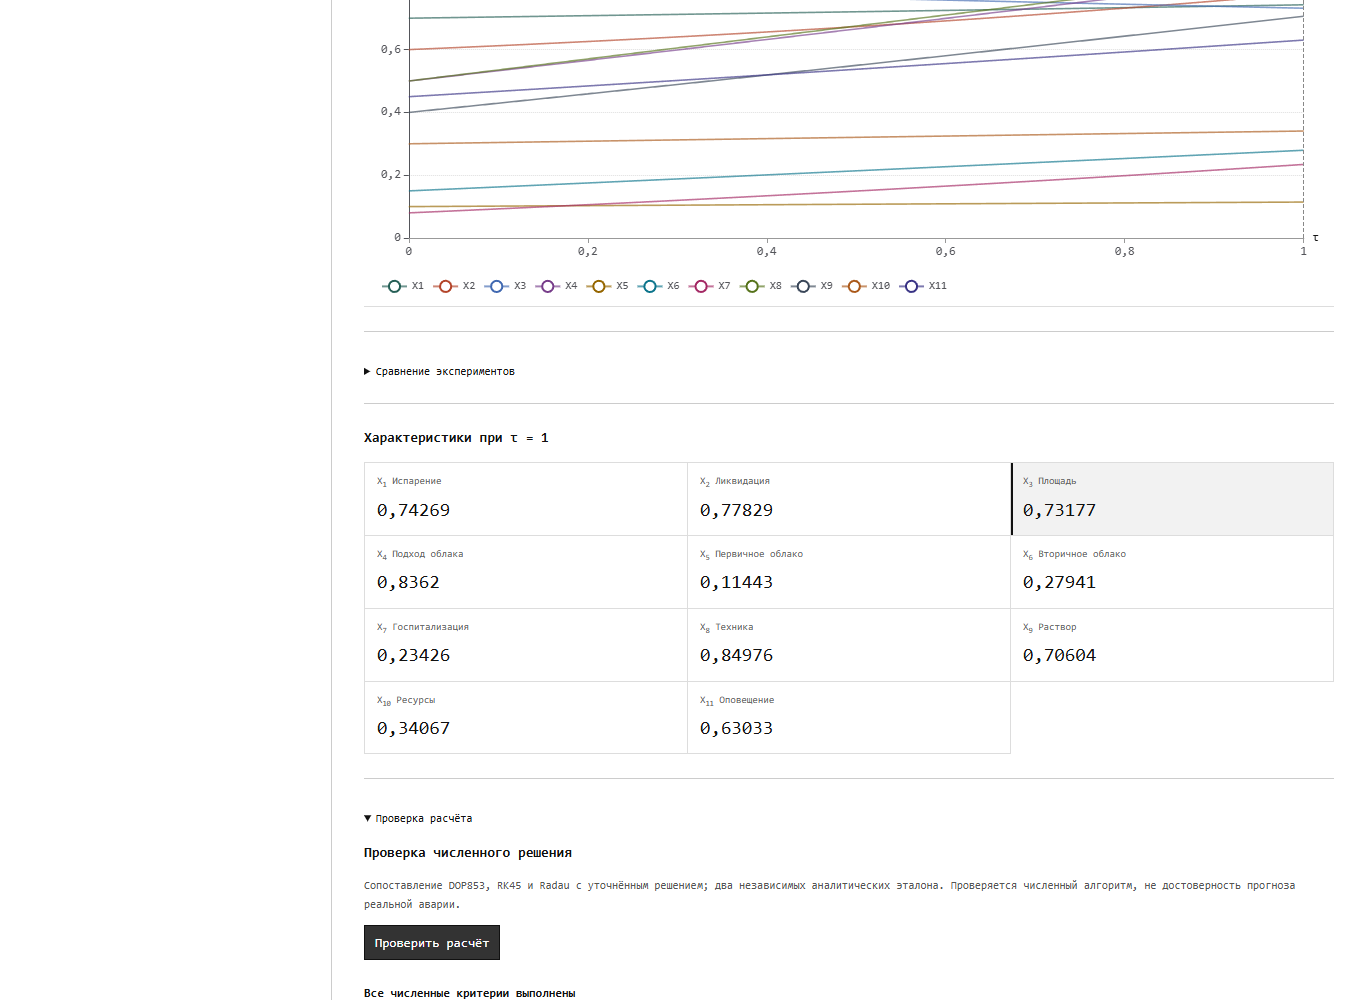 0,6
0,4
0,2
0
0 0,2 0,4 0,6 0,8 1 τ
X1 X2 X3 X4 X5 X6 X7 X8 X9 X10 X11
▶ Сравнение экспериментов
Характеристики при τ = 1
X1 Испарение
0,74269
X2 Ликвидация
0,77829
X3 Площадь
0,73177
X4 Подход облака
0,8362
X5 Первичное облако
0,11443
X6 Вторичное облако
0,27941
X7 Госпитализация
0,23426
X8 Техника
0,84976
X9 Раствор
0,70604
X10 Ресурсы
0,34067
X11 Оповещение
0,63033
▼ Проверка расчёта
Проверка численного решения
Сопоставление DOP853, RK45 и Radau с уточнённым решением; два независимых аналитических эталона. Проверяется численный алгоритм, не достоверность прогноза
реальной аварии.
Проверить расчёт
Все численные критерии выполнены